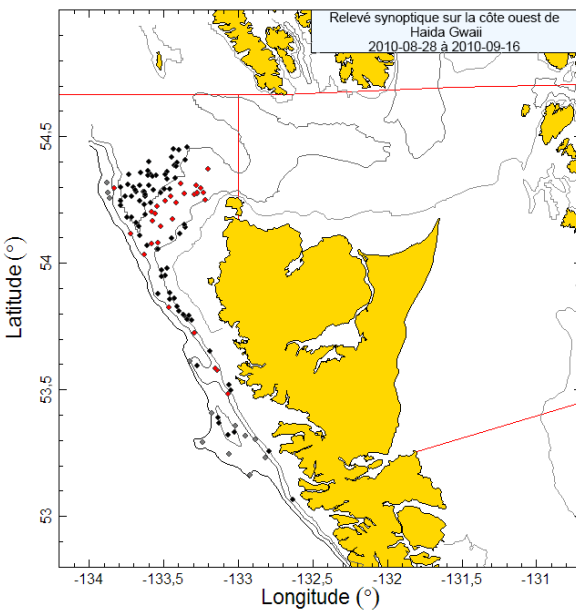 Relevé synoptique sur la côte ouest de
Haida Gwaii
2010-08-28 à 2010-09-16
54,5
54
53,5
53
Latitude (°)
-134
-133,5
-133
-132,5
-132
-131,5
-131
Longitude (°)